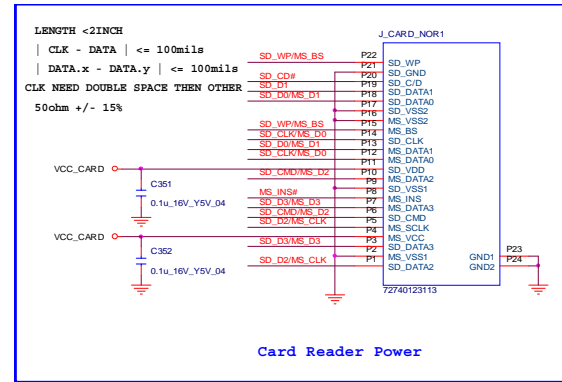 LENGTH <2INCH
| CLK - DATA | <= 100mils
| DATA.x - DATA.y | <= 100mils
CLK NEED DOUBLE SPACE THEN OTHER
50ohm +/- 15%
J_CARD_NOR1
SD_WP/MS_BS P22 SD_WP
P21 SD_GND
SD_CD# P20 SD_C/D
SD_D1 P19 SD_DATA1
SD_D0/MS_D1 P18 SD_DATA0
P17 SD_VSS2
P16 MS_VSS2
SD_WP/MS_BS P15 MS_BS
SD_CLK/MS_D0 P14 SD_CLK
SD_D0/MS_D1 P13 MS_DATA1
SD_CLK/MS_D0 P12 MS_DATA0
VCC_CARD P11 SD_VDD
SD_CMD/MS_D2 P10 MS_DATA2
P9 SD_VSS1
MS_INS# P8 MS_INS
SD_D3/MS_D3 P7 MS_DATA3
SD_CMD/MS_D2 P6 SD_CMD
SD_D2/MS_CLK P5 MS_SCLK
VCC_CARD P4 MS_VCC
SD_D3/MS_D3 P3 SD_DATA3
P2 MS_VSS1
SD_D2/MS_CLK P1 SD_DATA2
C351
0.1u_16V_Y5V_04
C352
0.1u_16V_Y5V_04
GND1 P23
GND2 P24
72740123113
Card Reader Power